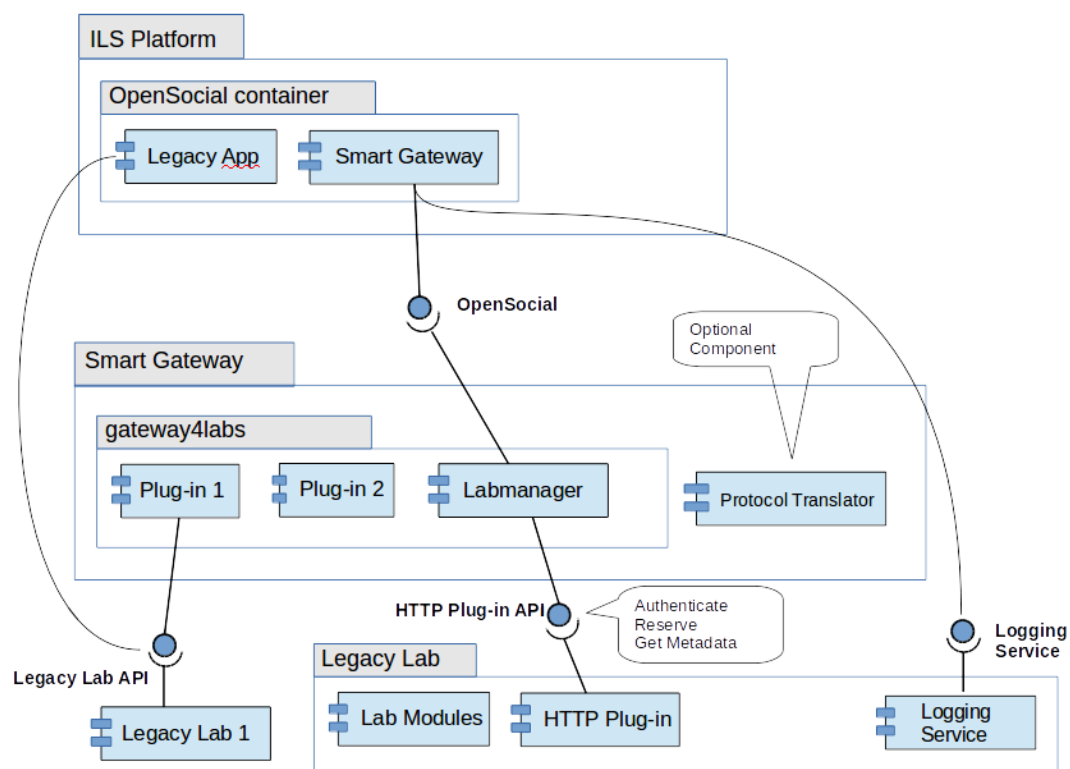 ILS Platform
OpenSocial container
Legacy App
Smart Gateway
OpenSocial
Optional
Component
Smart Gateway
gateway4labs
Plug-in 1
Plug-in 2
Labmanager
Protocol Translator
HTTP Plug-in API
Authenticate
Reserve
Get Metadata
Logging
Service
Legacy Lab API
Legacy Lab
Legacy Lab 1
Lab Modules
HTTP Plug-in
Logging
Service